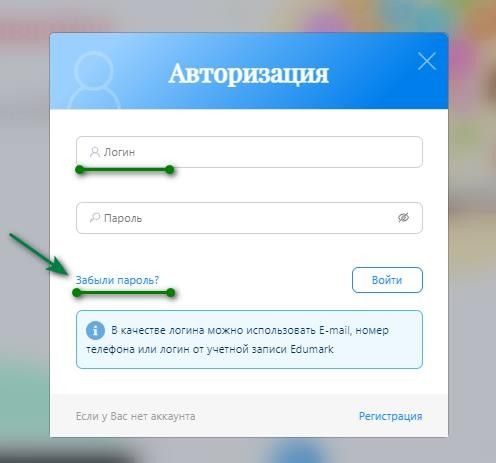 Авторизация
Логин
Пароль
Забыли пароль?
Войти
В качестве логина можно использовать E-mail, номер
телефона или логин от учетной записи Edumark
Если у Вас нет аккаунта
Регистрация